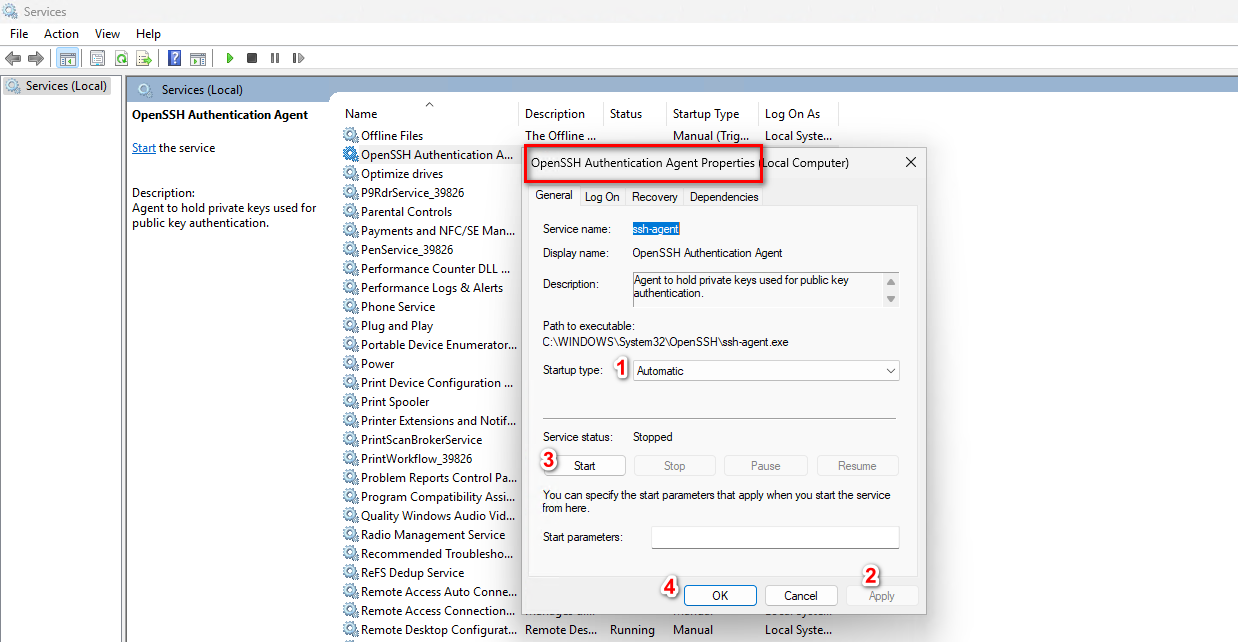 Services
File Action View Help
Services (Local)
Services (Local)
OpenSSH Authentication Agent
Start the service
Description:
Agent to hold private keys used for
public key authentication.
Name Description Status Startup Type Log On As
Offline Files The Offline ... Manual (Trig... Local Syste...
OpenSSH Authentication A...
Optimize drives
P9RdrService_39826
Parental Controls
Payments and NFC/SE Man...
PenService_39826
Performance Counter DLL ...
Performance Logs & Alerts
Phone Service
Plug and Play
Portable Device Enumerator...
Power
Print Device Configuration ...
Print Spooler
Printer Extensions and Notif...
PrintScanBrokerService
PrintWorkflow_39826
Problem Reports Control Pa...
Program Compatibility Assi...
Quality Windows Audio Vid...
Radio Management Service
Recommended Troublesho...
ReFS Dedup Service
Remote Access Auto Conne...
Remote Access Connection...
Remote Desktop Configurat... Remote Des... Running Manual Local Syste...
OpenSSH Authentication Agent Properties (Local Computer)
General Log On Recovery Dependencies
Service name: ssh-agent
Display name: OpenSSH Authentication Agent
Description: Agent to hold private keys used for public key
authentication.
Path to executable:
C:\WINDOWS\System32\OpenSSH\ssh-agent.exe
Startup type: 1 Automatic
Service status: Stopped
3 Start Stop Pause Resume
You can specify the start parameters that apply when you start the service
from here.
Start parameters:
4 OK Cancel 2 Apply